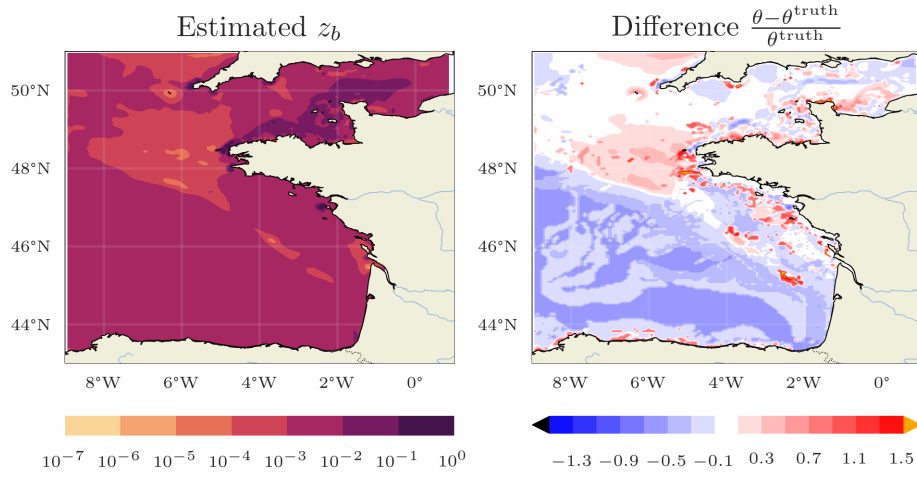 Estimated z_b
Difference \frac{θ−θ^{truth}}{θ^{truth}}
50°N
48°N
46°N
44°N
8°W 6°W 4°W 2°W 0°
50°N
48°N
46°N
44°N
8°W 6°W 4°W 2°W 0°
10^{−7} 10^{−6} 10^{−5} 10^{−4} 10^{−3} 10^{−2} 10^{−1} 10^0
−1.3 −0.9 −0.5 −0.1 0.3 0.7 1.1 1.5